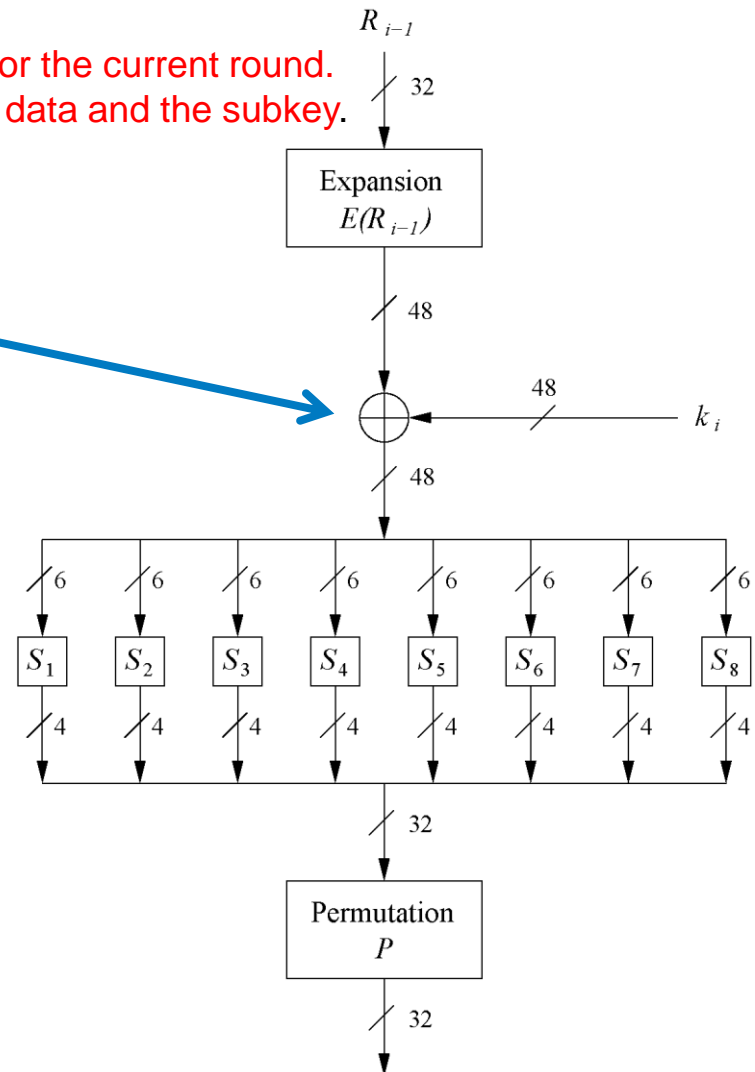 R i–1
or the current round.
32
data and the subkey.
Expansion
E(R i–1)
48
48
k i
48
6 6 6 6 6 6 6 6
S1 S2 S3 S4 S5 S6 S7 S8
4 4 4 4 4 4 4 4
32
Permutation
P
32